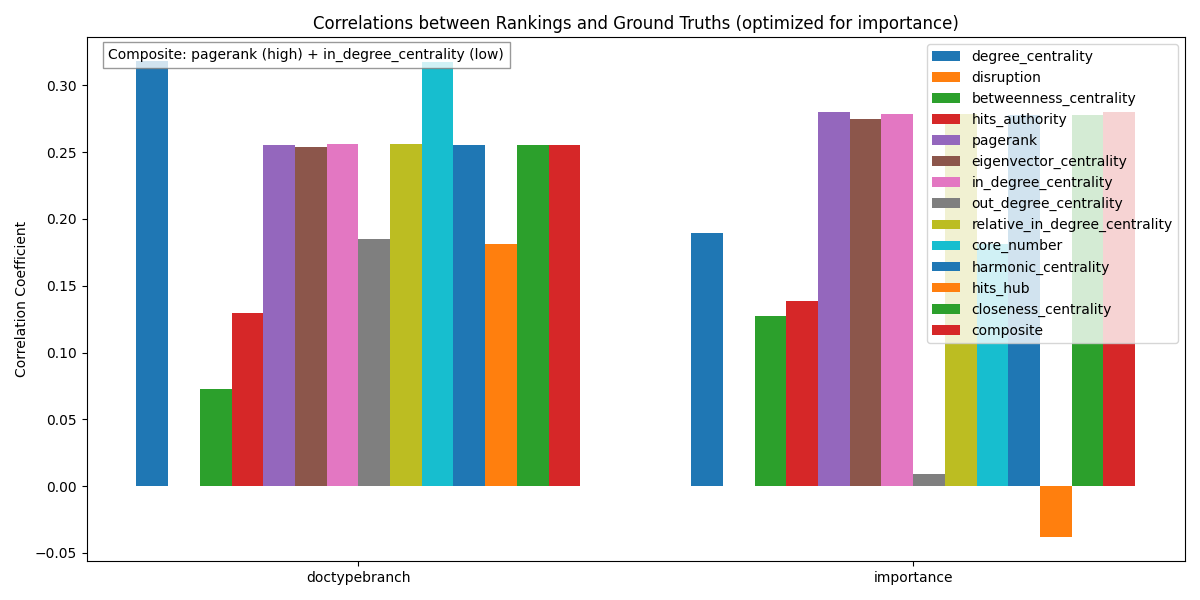 Correlations between Rankings and Ground Truths (optimized for importance)
Composite: pagerank (high) + in_degree_centrality (low)
degree_centrality
disruption
betweenness_centrality
hits_authority
pagerank
eigenvector_centrality
in_degree_centrality
out_degree_centrality
relative_in_degree_centrality
core_number
harmonic_centrality
hits_hub
closeness_centrality
composite
Correlation Coefficient
0.30
0.25
0.20
0.15
0.10
0.05
0.00
−0.05
doctypebranch
importance